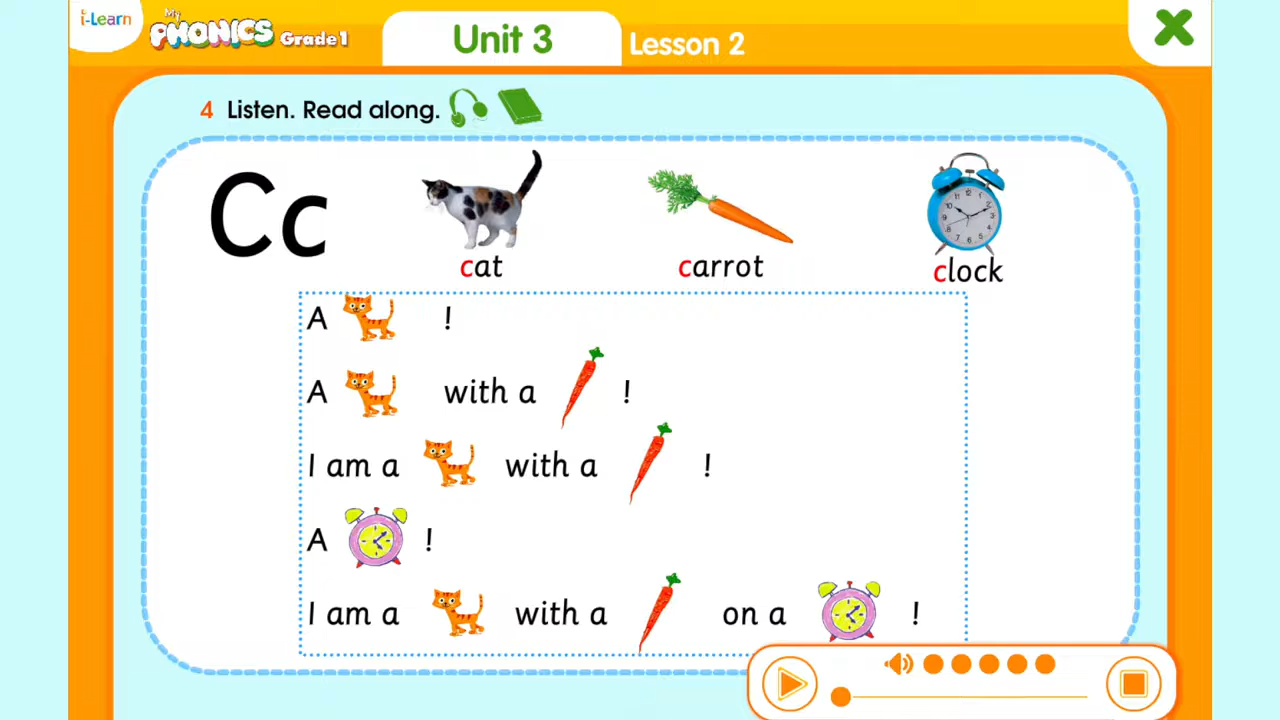 i-Learn
My PHONICS Grade 1
Unit 3
Lesson 2
4 Listen. Read along.
Cc
cat carrot clock
A !
A with a !
I am a with a !
A !
I am a with a on a !